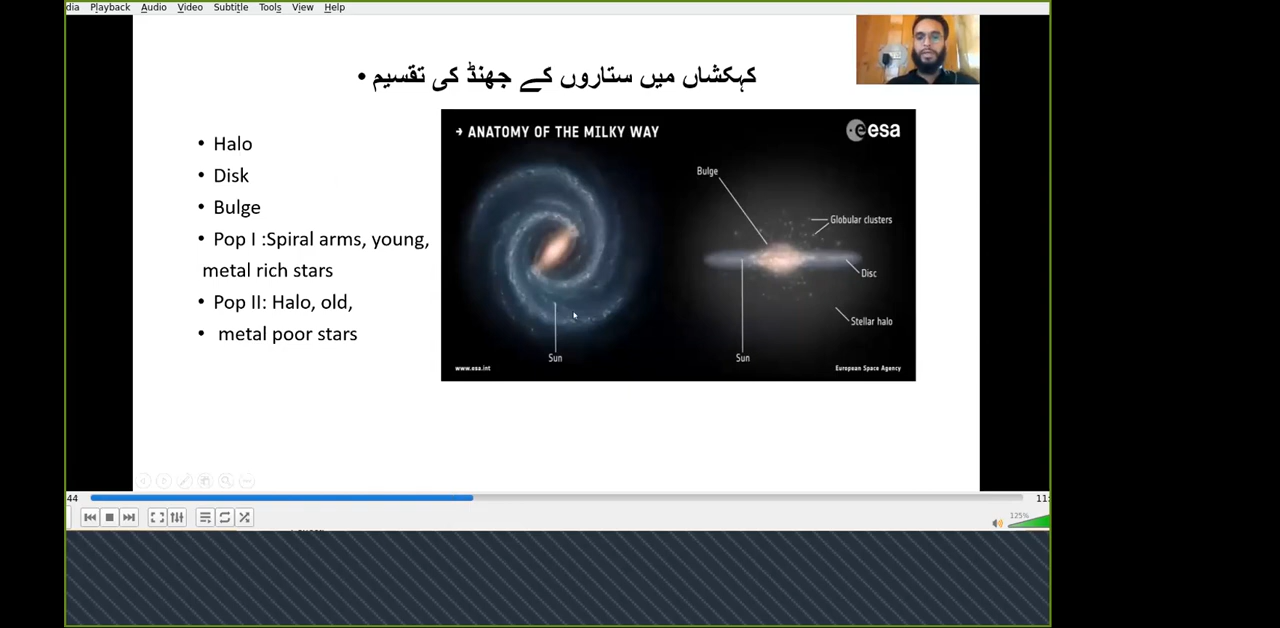 dia Playback Audio Video Subtitle Tools View Help
• کہکشاں میں ستاروں کے جھنڈ کی تقسیم
• Halo
• Disk
• Bulge
• Pop I :Spiral arms, young,
metal rich stars
• Pop II: Halo, old,
• metal poor stars
→ ANATOMY OF THE MILKY WAY
esa
Bulge
Globular clusters
Disc
Stellar halo
Sun
Sun
www.esa.int
European Space Agency
44
11:
125%